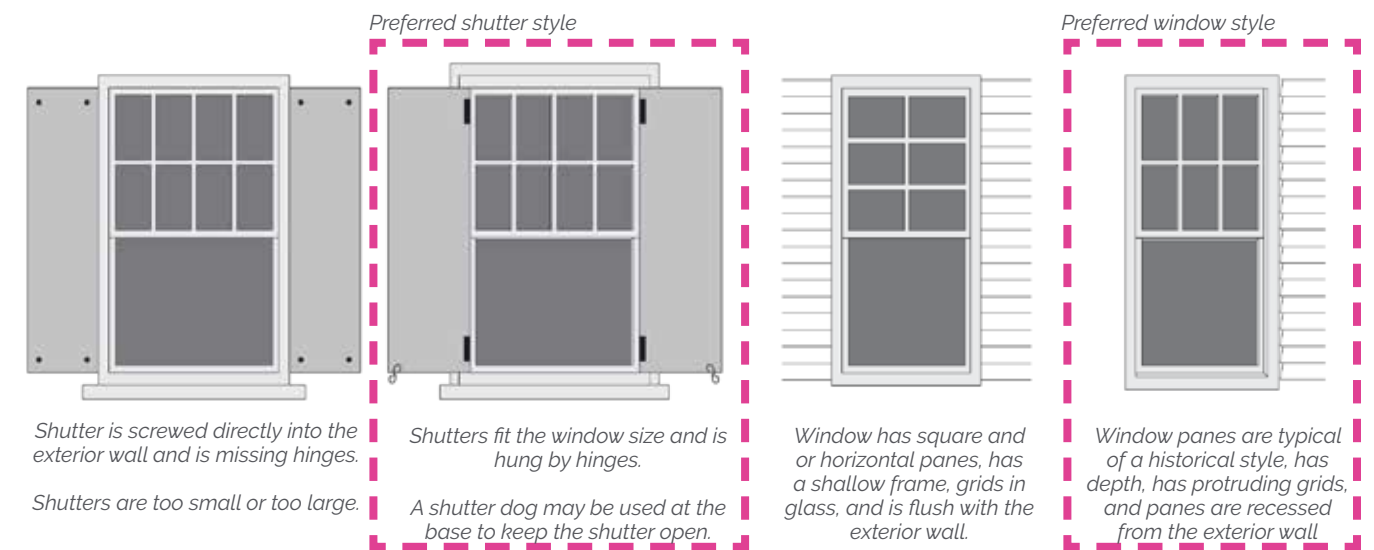 Preferred shutter style
Preferred window style
Shutter is screwed directly into the
exterior wall and is missing hinges.
Shutters are too small or too large.
Shutters fit the window size and is
hung by hinges.
A shutter dog may be used at the
base to keep the shutter open.
Window has square and
or horizontal panes, has
a shallow frame, grids in
glass, and is flush with the
exterior wall.
Window panes are typical
of a historical style, has
depth, has protruding grids,
and panes are recessed
from the exterior wall